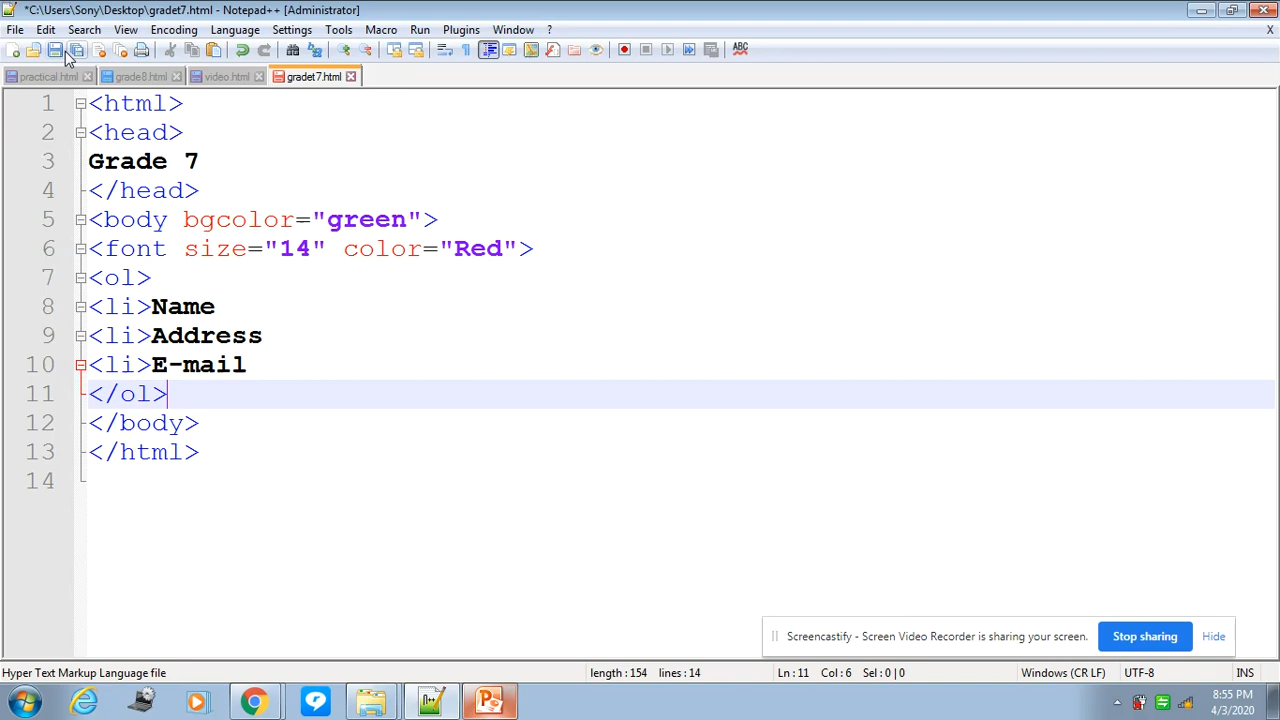 *C:\Users\Sony\Desktop\gradet7.html - Notepad++ [Administrator]
File Edit Search View Encoding Language Settings Tools Macro Run Plugins Window ? X
ABC
practical.html grade8.html video.html gradet7.html
1 <html>
2 <head>
3 Grade 7
4 </head>
5 <body bgcolor="green">
6 <font size="14" color="Red">
7 <ol>
8 <li>Name
9 <li>Address
10 <li>E-mail
11 </ol>
12 </body>
13 </html>
14
Screencastify - Screen Video Recorder is sharing your screen. Stop sharing Hide
Hyper Text Markup Language file length : 154 lines : 14 Ln : 11 Col : 6 Sel : 0 | 0 Windows (CR LF) UTF-8 INS
8:55 PM
4/3/2020